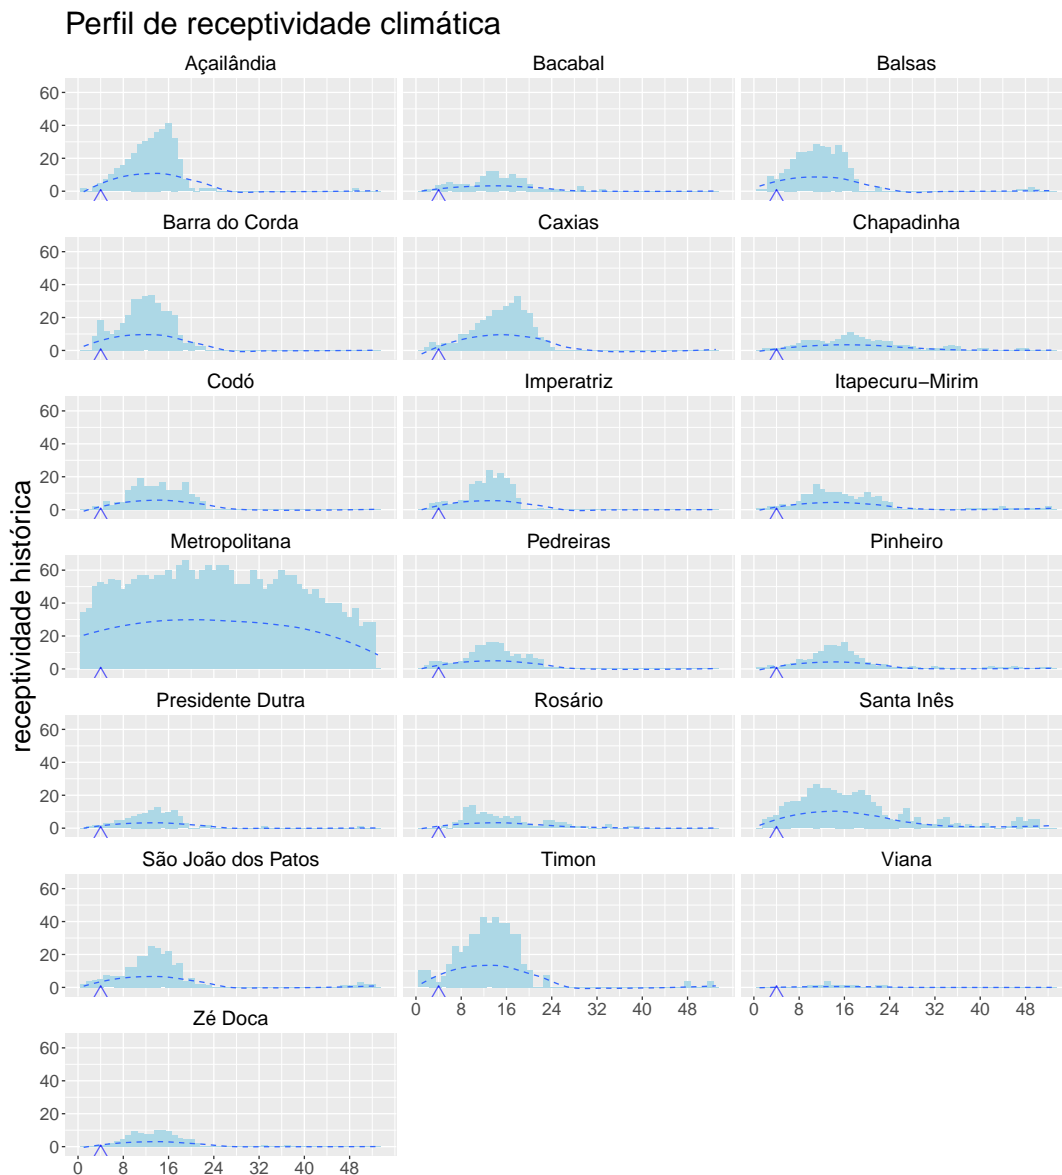 Perfil de receptividade climática
Açailândia Bacabal Balsas
60
40
20
0
Barra do Corda Caxias Chapadinha
60
40
20
0
Codó Imperatriz Itapecuru−Mirim
60
40
20
0
receptividade histórica
Metropolitana Pedreiras Pinheiro
60
40
20
0
Presidente Dutra Rosário Santa Inês
60
40
20
0
São João dos Patos Timon Viana
60
40
20
0
0 8 16 24 32 40 48 0 8 16 24 32 40 48
Zé Doca
60
40
20
0
0 8 16 24 32 40 48